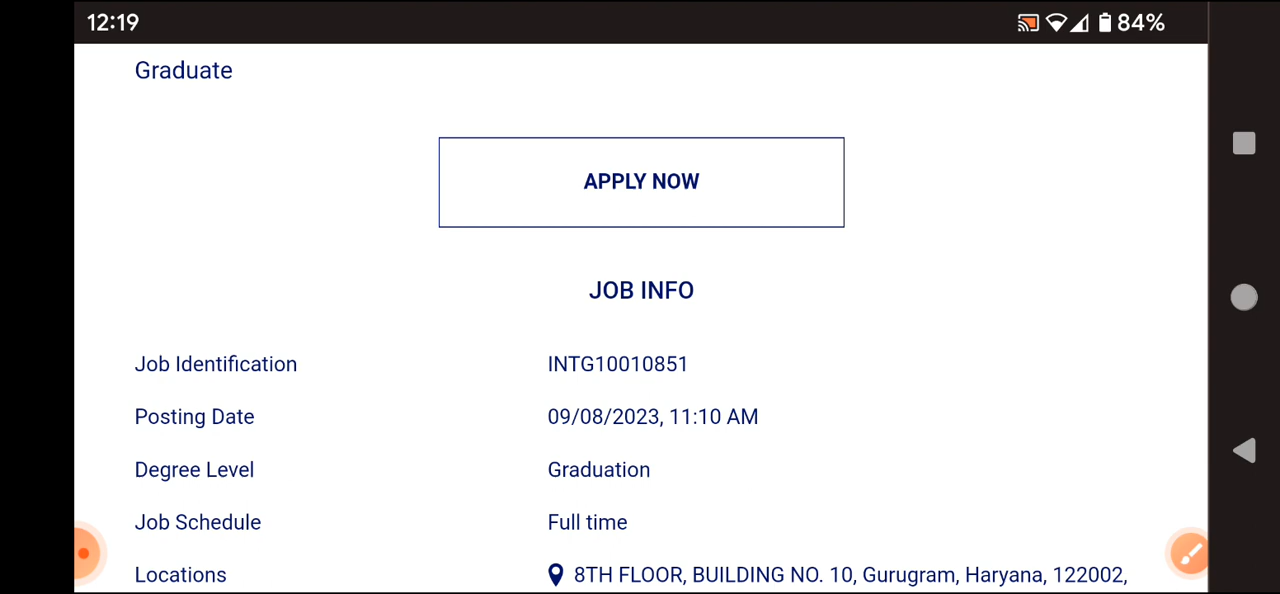 12:19 84%
Graduate
APPLY NOW
JOB INFO
Job Identification INTG10010851
Posting Date 09/08/2023, 11:10 AM
Degree Level Graduation
Job Schedule Full time
Locations 8TH FLOOR, BUILDING NO. 10, Gurugram, Haryana, 122002,